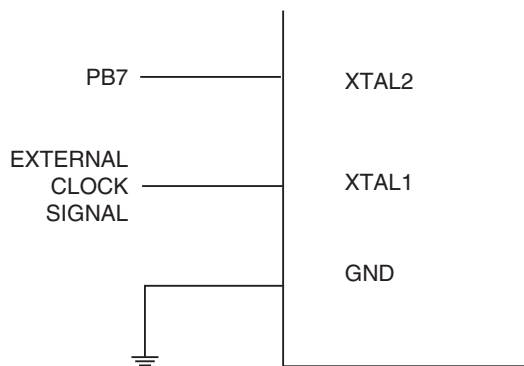 PB7
XTAL2
EXTERNAL
CLOCK
SIGNAL
XTAL1
GND